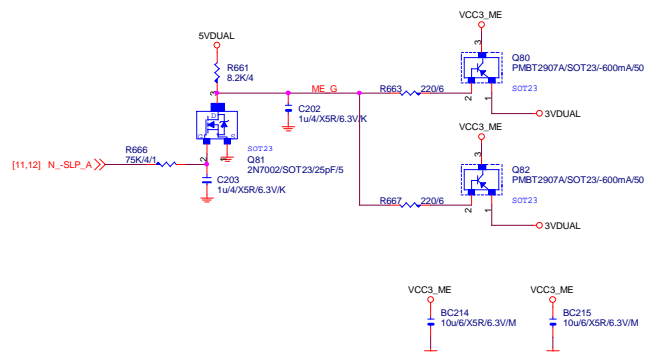 VCC3_ME
5VDUAL
3
Q80
PMBT2907A/SOT23/-600mA/50
R661
8.2K/4
SOT23
2
1
3
ME_G
R663
220/6
3VDUAL
C202
1u/4/X5R/6.3V/K
D
G
S
VCC3_ME
SOT23
R666
75K/4/1
2
1
Q81
2N7002/SOT23/25pF/5
3
Q82
PMBT2907A/SOT23/-600mA/50
[11,12] N_-SLP_A
C203
1u/4/X5R/6.3V/K
SOT23
R667
220/6
2
1
3VDUAL
VCC3_ME
VCC3_ME
BC214
10u/6/X5R/6.3V/M
BC215
10u/6/X5R/6.3V/M